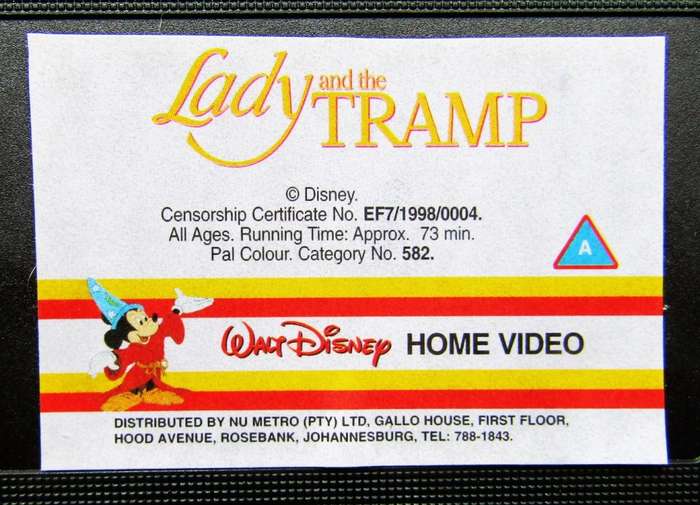 Lady and the
TRAMP
© Disney.
Censorship Certificate No. EF7/1998/0004.
All Ages. Running Time: Approx. 73 min.
Pal Colour. Category No. 582.
A
WALT DISNEY HOME VIDEO
DISTRIBUTED BY NU METRO (PTY) LTD, GALLO HOUSE, FIRST FLOOR,
HOOD AVENUE, ROSEBANK, JOHANNESBURG, TEL: 788-1843.